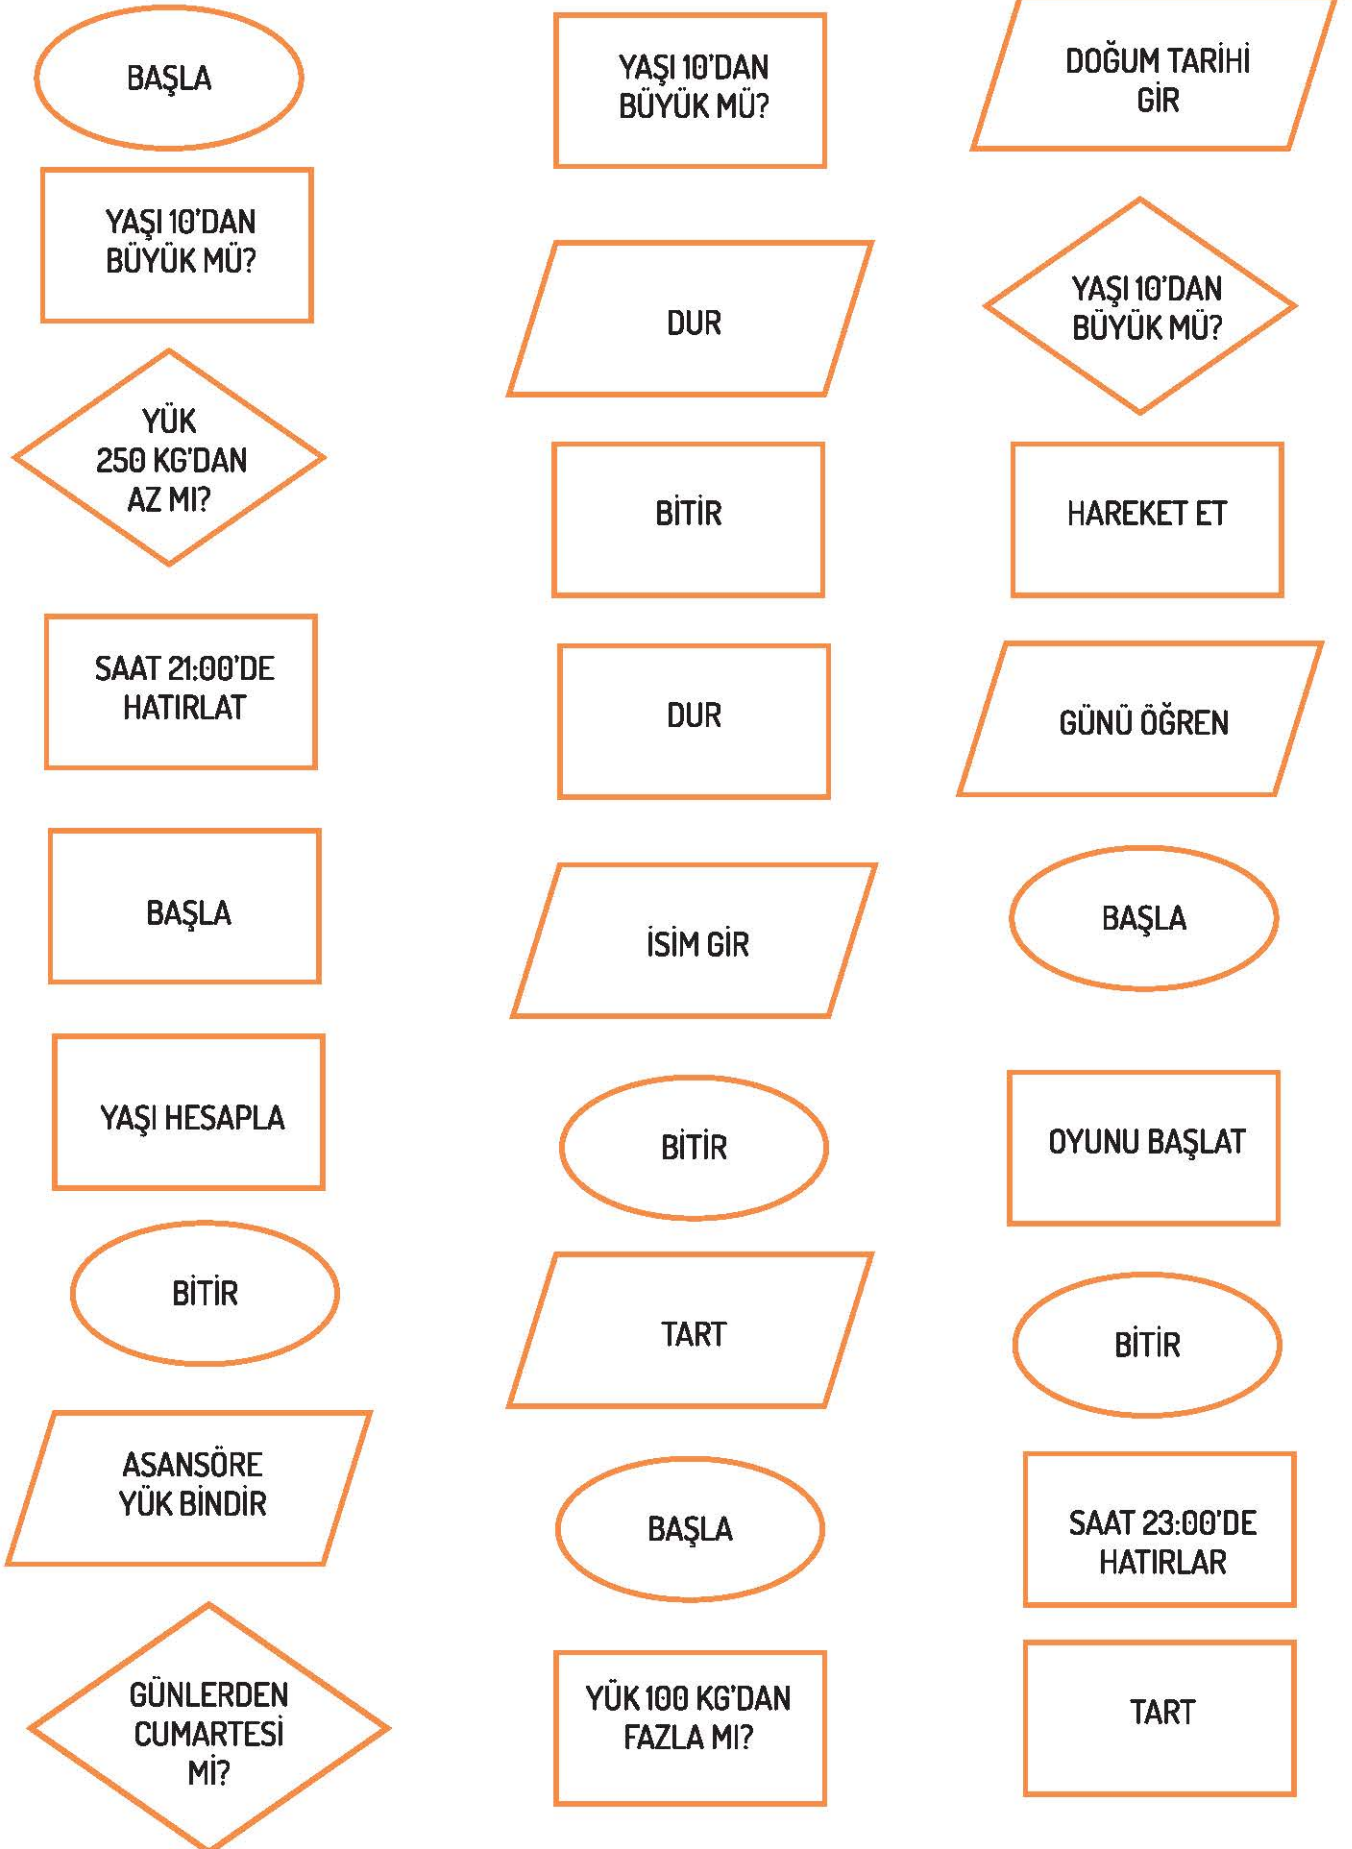 BAŞLA
YAŞI 10'DAN
BÜYÜK MÜ?
YÜK
250 KG'DAN
AZ MI?
SAAT 21:00'DE
HATIRLAT
BAŞLA
YAŞI HESAPLA
BİTİR
ASANSÖRE
YÜK BİNDİR
GÜNLERDEN
CUMARTESİ
Mİ?
YAŞI 10'DAN
BÜYÜK MÜ?
DUR
BİTİR
DUR
İSİM GİR
BİTİR
TART
BAŞLA
YÜK 100 KG'DAN
FAZLA MI?
DOĞUM TARİHİ
GİR
YAŞI 10'DAN
BÜYÜK MÜ?
HAREKET ET
GÜNÜ ÖĞREN
BAŞLA
OYUNU BAŞLAT
BİTİR
SAAT 23:00'DE
HATIRLAR
TART